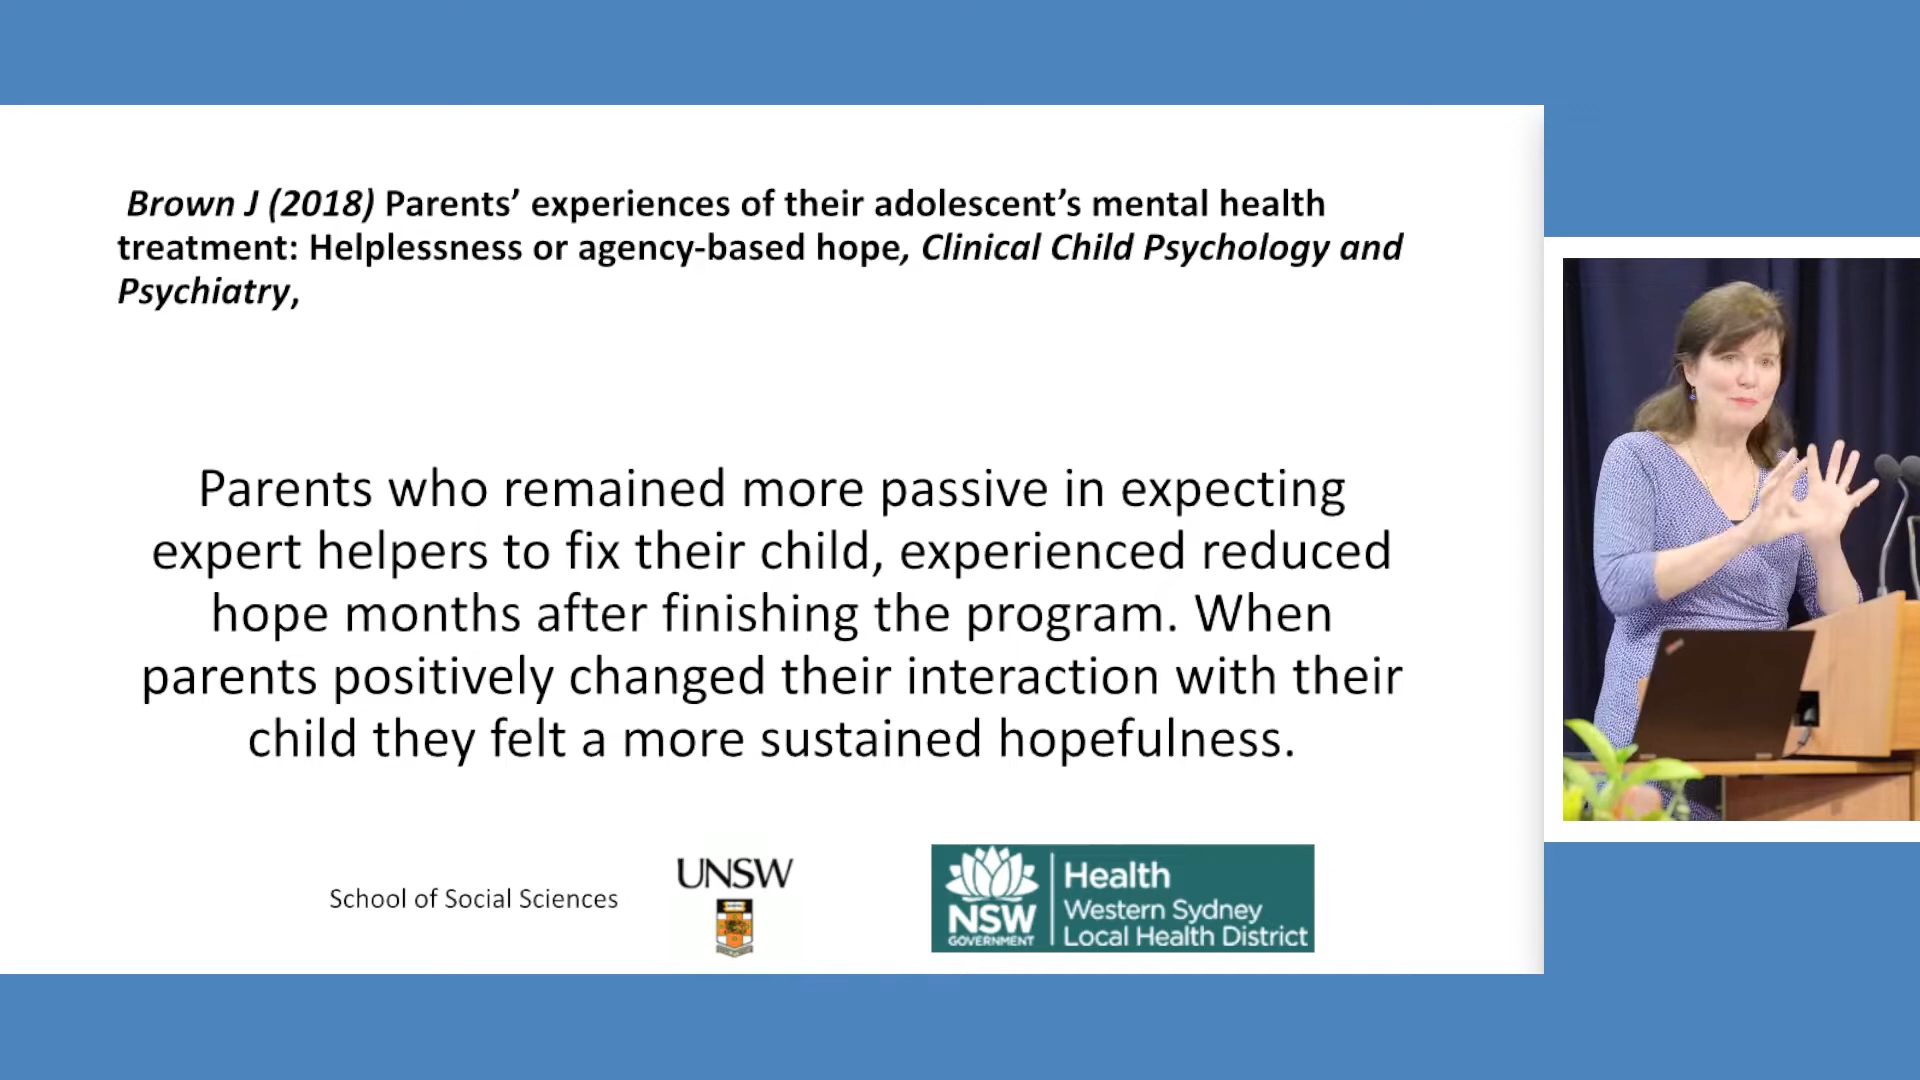 Brown J (2018) Parents’ experiences of their adolescent’s mental health
treatment: Helplessness or agency-based hope, Clinical Child Psychology and
Psychiatry,
Parents who remained more passive in expecting
expert helpers to fix their child, experienced reduced
hope months after finishing the program. When
parents positively changed their interaction with their
child they felt a more sustained hopefulness.
School of Social Sciences
UNSW
NSW
GOVERNMENT
Health
Western Sydney
Local Health District